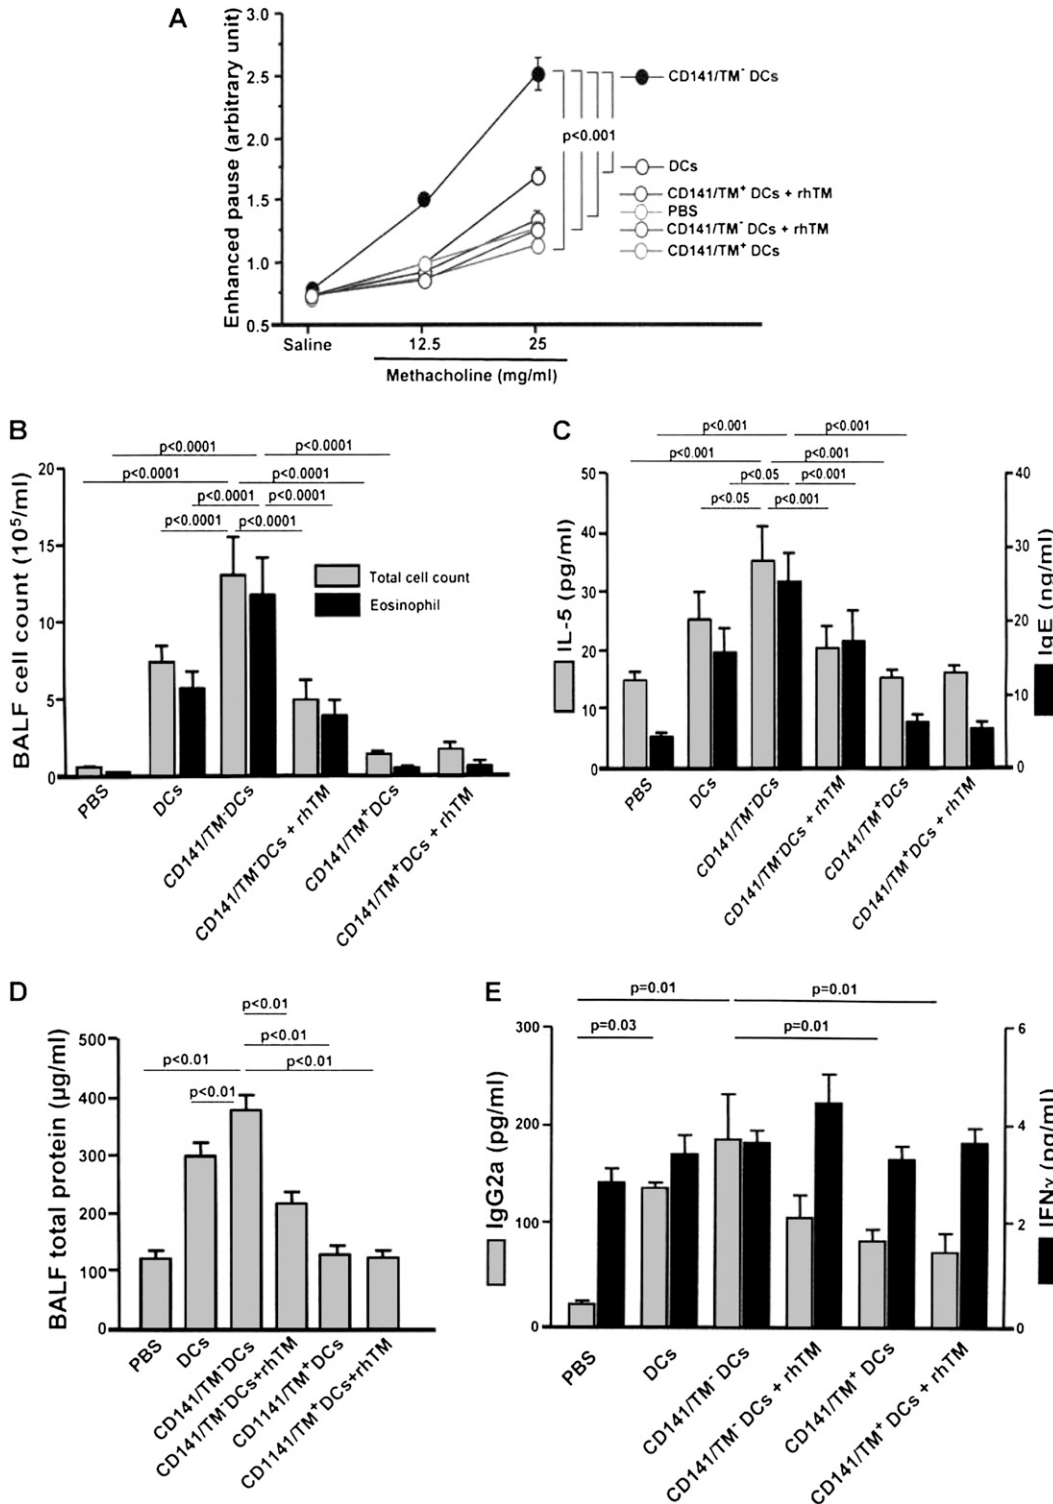 A
Enhanced pause (arbitrary unit)
3.0
2.5
2.0
1.5
1.0
0.5
Saline
12.5
25
Methacholine (mg/ml)
p<0.001
CD141/TM⁻ DCs
DCs
CD141/TM⁺ DCs + rhTM
PBS
CD141/TM⁻ DCs + rhTM
CD141/TM⁺ DCs
B
BALF cell count (10⁵/ml)
20
15
10
5
0
p<0.0001
p<0.0001
p<0.0001
p<0.0001
p<0.0001
p<0.0001
p<0.0001
p<0.0001
Total cell count
Eosinophil
PBS
DCs
CD141/TM⁻DCs
CD141/TM⁻DCs + rhTM
CD141/TM⁺DCs
CD141/TM⁺DCs + rhTM
C
IL-5 (pg/ml)
50
40
30
20
10
0
p<0.001
p<0.001
p<0.001
p<0.001
p<0.05
p<0.001
p<0.05
p<0.001
40
30
20
10
0
IgE (ng/ml)
PBS
DCs
CD141/TM⁻DCs
CD141/TM⁻DCs + rhTM
CD141/TM⁺DCs
CD141/TM⁺DCs + rhTM
D
BALF total protein (µg/ml)
500
400
300
200
100
0
p<0.01
p<0.01
p<0.01
p<0.01
p<0.01
PBS
DCs
CD141/TM⁻DCs
CD141/TM⁻DCs+rhTM
CD1141/TM⁺DCs
CD1141/TM⁺DCs+rhTM
E
IgG2a (pg/ml)
300
200
100
0
p=0.01
p=0.01
p=0.03
p=0.01
6
4
2
0
IFNγ (pg/ml)
PBS
DCs
CD141/TM⁻ DCs
CD141/TM⁻ DCs + rhTM
CD141/TM⁺ DCs
CD141/TM⁺ DCs + rhTM